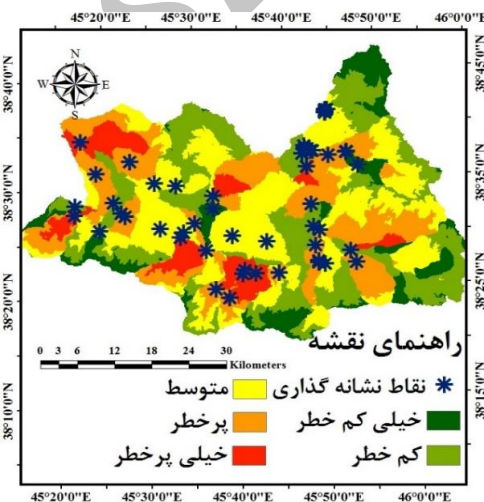 45°20'0"E 45°30'0"E 45°40'0"E 45°50'0"E 46°0'0"E
38°40'0"N
38°30'0"N
38°20'0"N
38°10'0"N
38°45'0"N
38°35'0"N
38°25'0"N
38°15'0"N
N
W E
S
راهنمای نقشه
0 3 6 12 18 24 30
Kilometers
نقاط نشانه گذاری متوسط
خیلی کم خطر پرخطر
کم خطر خیلی پرخطر
45°20'0"E 45°30'0"E 45°40'0"E 45°50'0"E 46°0'0"E